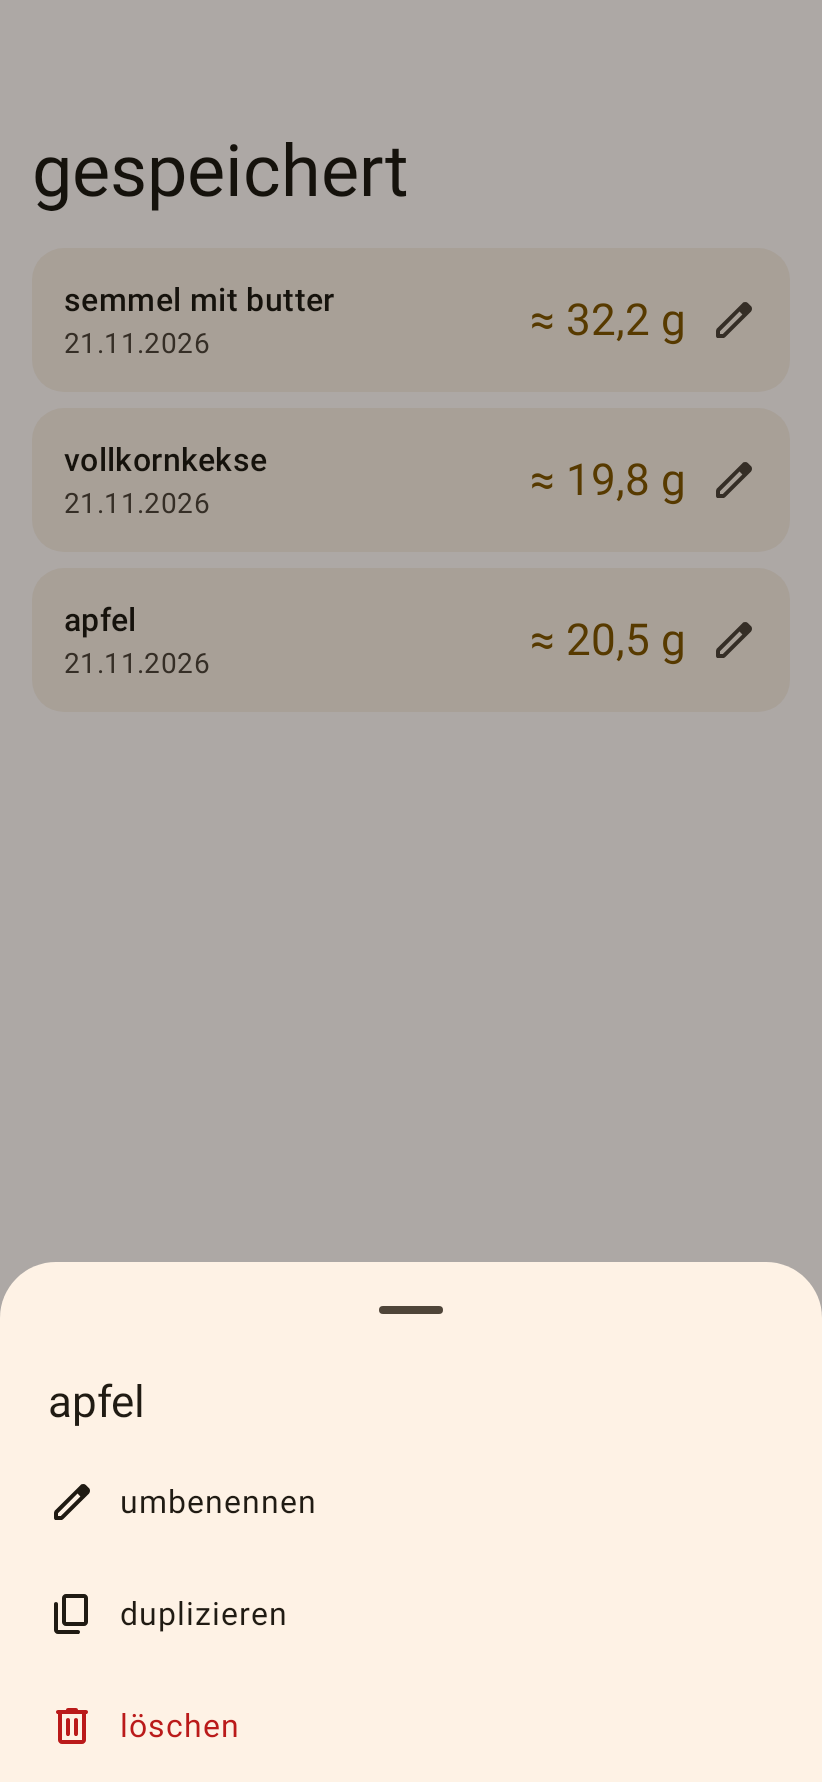 gespeichert
semmel mit butter
21.11.2026
≈ 32,2 g
vollkornkekse
21.11.2026
≈ 19,8 g
apfel
21.11.2026
≈ 20,5 g
apfel
umbenennen
duplizieren
löschen